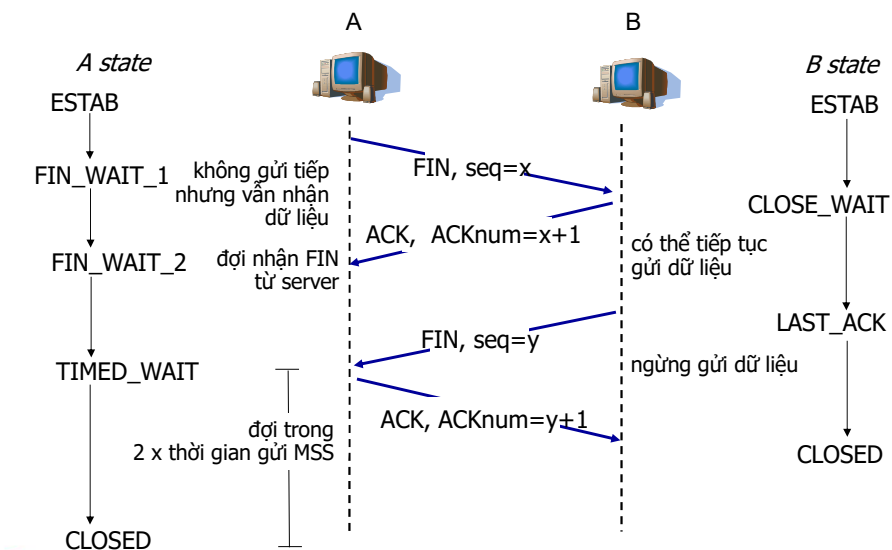 A
B
A state
B state
ESTAB
ESTAB
FIN_WAIT_1
không gửi tiếp
nhưng vẫn nhận
dữ liệu
FIN, seq=x
CLOSE_WAIT
ACK, ACKnum=x+1
có thể tiếp tục
gửi dữ liệu
FIN_WAIT_2
đợi nhận FIN
từ server
LAST_ACK
FIN, seq=y
TIMED_WAIT
ngừng gửi dữ liệu
ACK, ACKnum=y+1
đợi trong
2 x thời gian gửi MSS
CLOSED
CLOSED